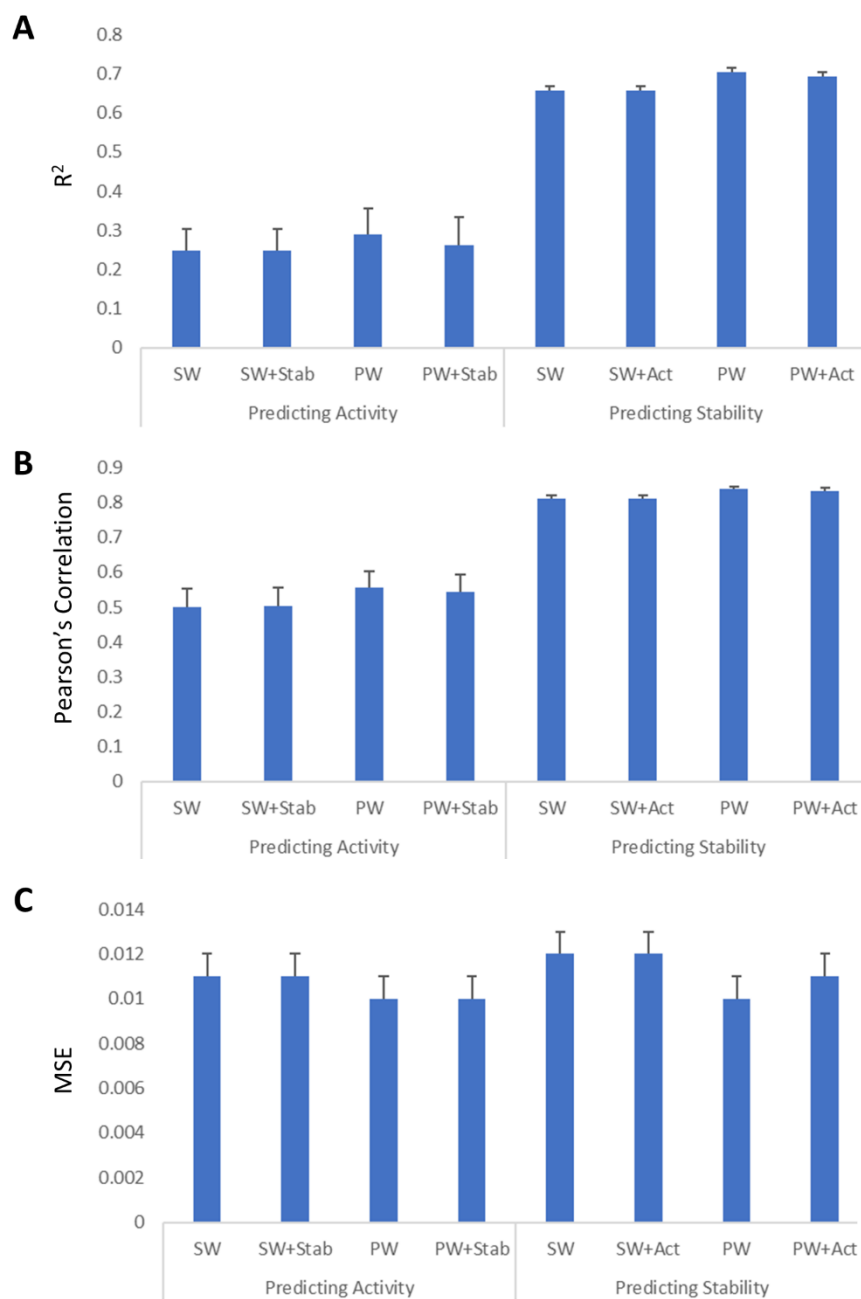 A
0.8
0.7
0.6
0.5
0.4
0.3
0.2
0.1
0
R²
SW SW+Stab PW PW+Stab SW SW+Act PW PW+Act
Predicting Activity Predicting Stability
B
0.9
0.8
0.7
0.6
0.5
0.4
0.3
0.2
0.1
0
Pearson's Correlation
SW SW+Stab PW PW+Stab SW SW+Act PW PW+Act
Predicting Activity Predicting Stability
C
0.014
0.012
0.01
0.008
0.006
0.004
0.002
0
MSE
SW SW+Stab PW PW+Stab SW SW+Act PW PW+Act
Predicting Activity Predicting Stability